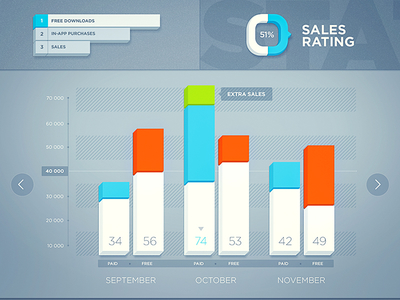 1 FREE DOWNLOADS
2 IN-APP PURCHASES
3 SALES
51%
SALES
RATING
STAT
70 000
EXTRA SALES
60 000
50 000
40 000
30 000
20 000
10 000
34 56 74 53 42 49
PAID FREE PAID FREE PAID FREE
SEPTEMBER OCTOBER NOVEMBER